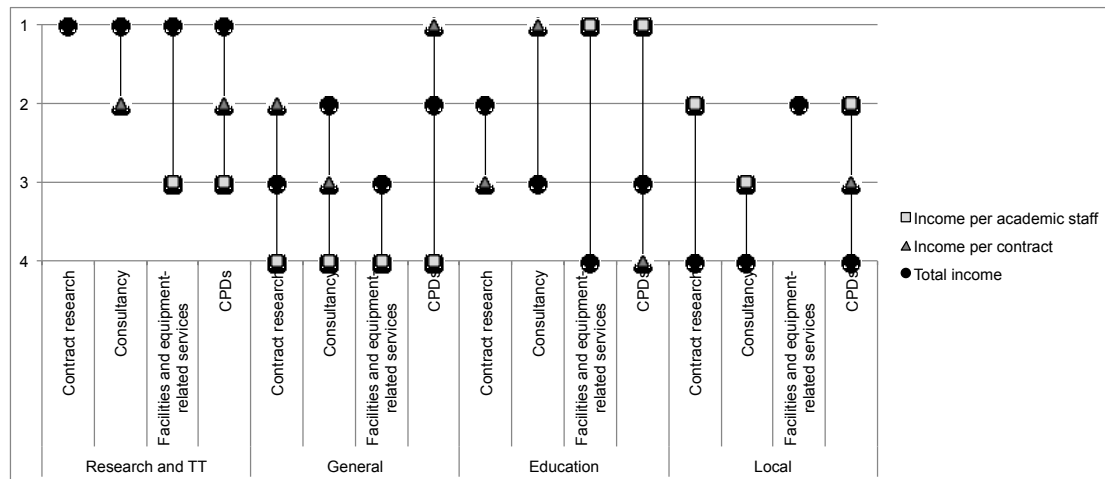 1
2
3
4
Contract research
Consultancy
Facilities and equipment-
related services
CPDs
Contract research
Consultancy
Facilities and equipment-
related services
CPDs
Contract research
Consultancy
Facilities and equipment-
related services
CPDs
Contract research
Consultancy
Facilities and equipment-
related services
CPDs
Research and TT
General
Education
Local
Income per academic staff
Income per contract
Total income